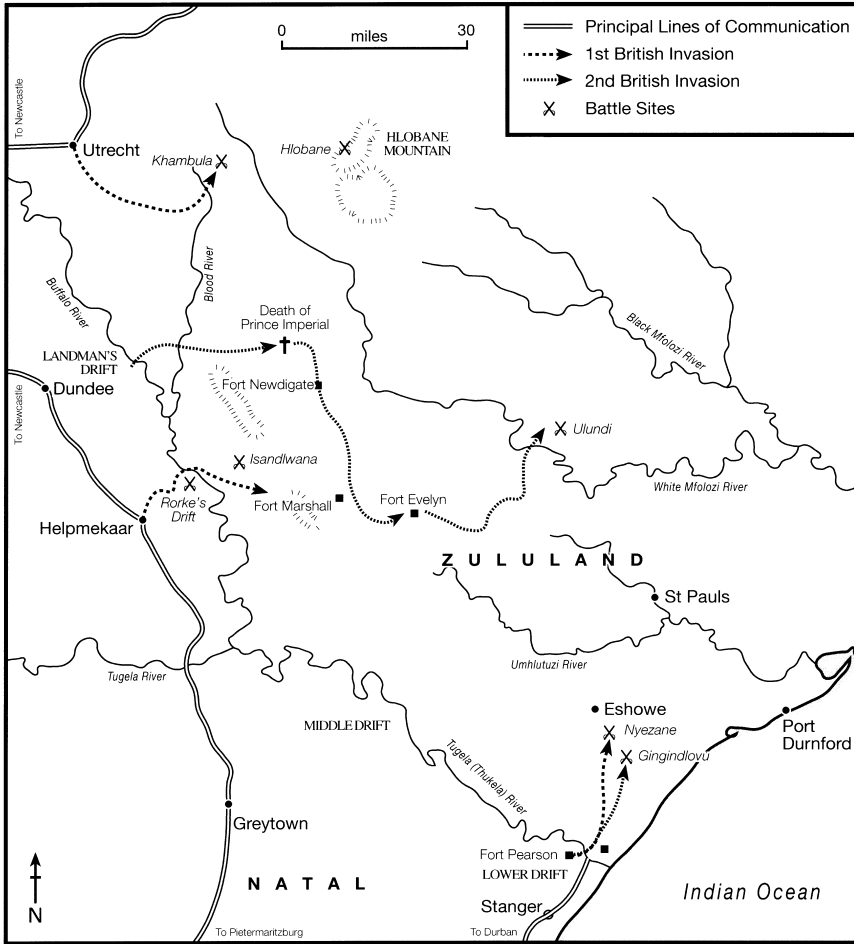 0
30
miles
Principal Lines of Communication
1st British Invasion
2nd British Invasion
Battle Sites
To Newcastle
Utrecht
Khambula
Hlobane
HLOBANE
MOUNTAIN
Buffalo River
Blood River
Death of
Prince Imperial
Black Mfolozi River
LANDMAN'S
DRIFT
To Newcastle
Dundee
Fort Newdigate
Ulundi
Isandlwana
White Mfolozi River
Rorke's
Drift
Fort Marshall
Fort Evelyn
Helpmekaar
ZULULAND
St Pauls
Umhlutuzi River
Tugela River
MIDDLE DRIFT
Eshowe
Nyezane
Gingindlovu
Port
Durnford
Tugela (Thukela) River
Greytown
Fort Pearson
LOWER DRIFT
N
NATAL
Indian Ocean
Stanger
To Pietermaritzburg
To Durban